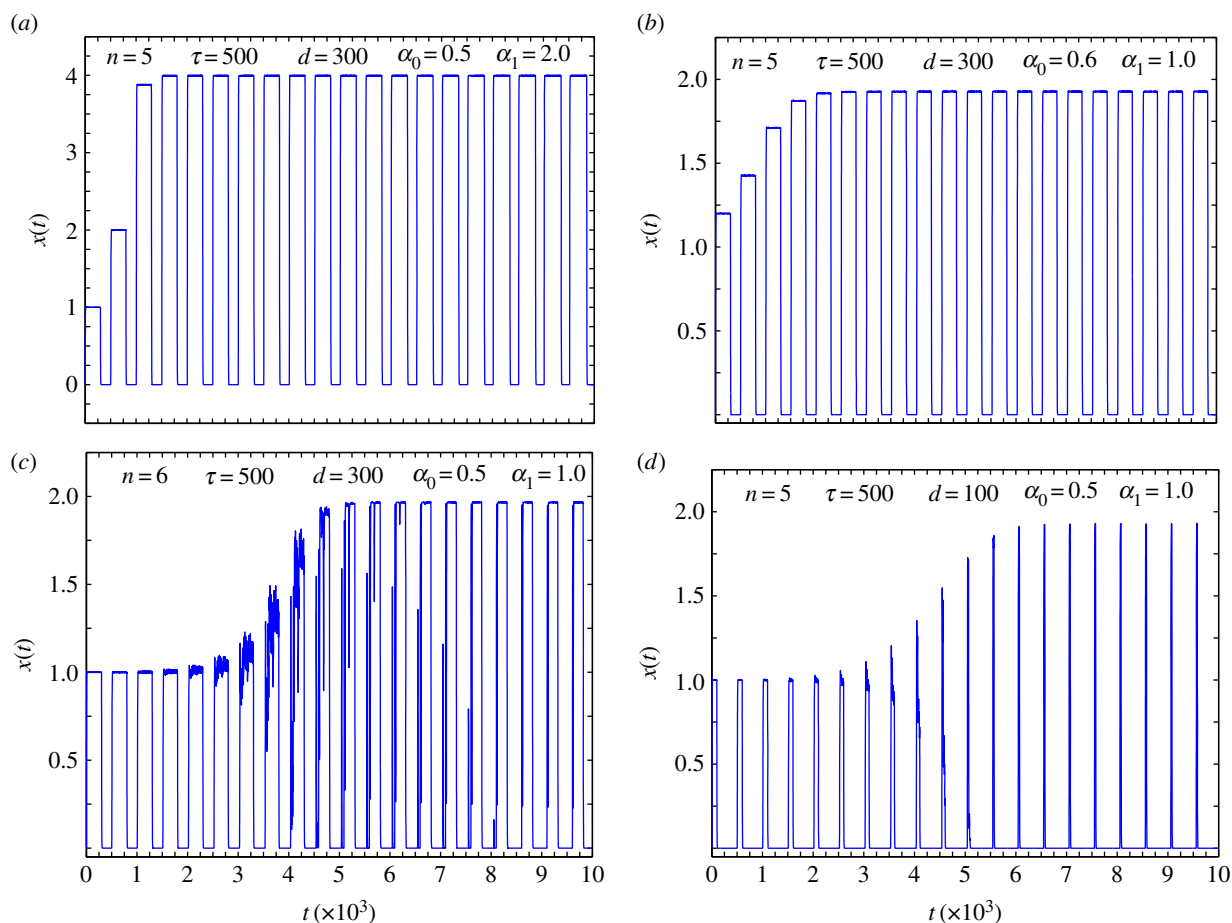 (a)
n = 5 τ = 500 d = 300 α0 = 0.5 α1 = 2.0
4
3
2
1
0
x(t)
(b)
n = 5 τ = 500 d = 300 α0 = 0.6 α1 = 1.0
2.0
1.5
1.0
0.5
x(t)
(c)
n = 6 τ = 500 d = 300 α0 = 0.5 α1 = 1.0
2.0
1.5
1.0
0.5
x(t)
0 1 2 3 4 5 6 7 8 9 10
t (×10³)
(d)
n = 5 τ = 500 d = 100 α0 = 0.5 α1 = 1.0
2.0
1.5
1.0
0.5
x(t)
0 1 2 3 4 5 6 7 8 9 10
t (×10³)